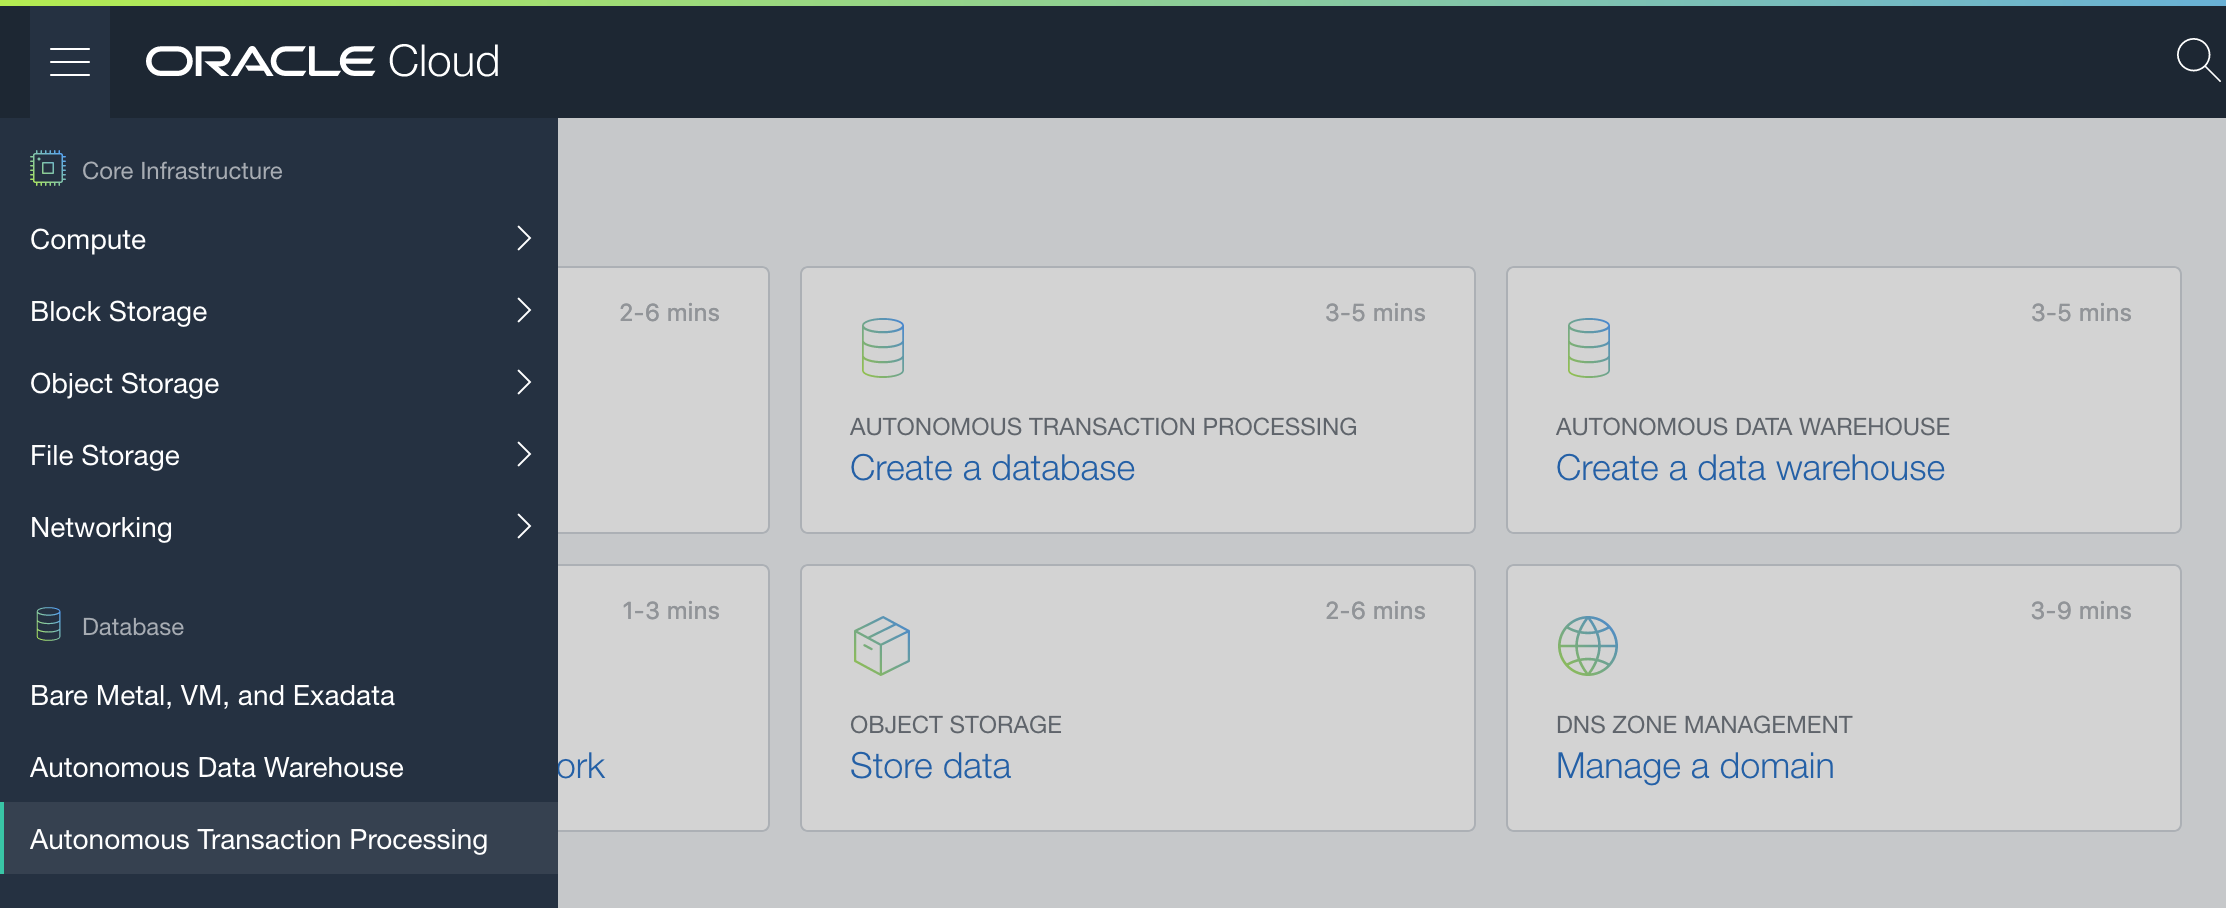 ORACLE Cloud
Core Infrastructure
Compute
Block Storage
Object Storage
File Storage
Networking
Database
Bare Metal, VM, and Exadata
Autonomous Data Warehouse
Autonomous Transaction Processing
2-6 mins
3-5 mins
AUTONOMOUS TRANSACTION PROCESSING
Create a database
3-5 mins
AUTONOMOUS DATA WAREHOUSE
Create a data warehouse
1-3 mins
ork
2-6 mins
OBJECT STORAGE
Store data
3-9 mins
DNS ZONE MANAGEMENT
Manage a domain